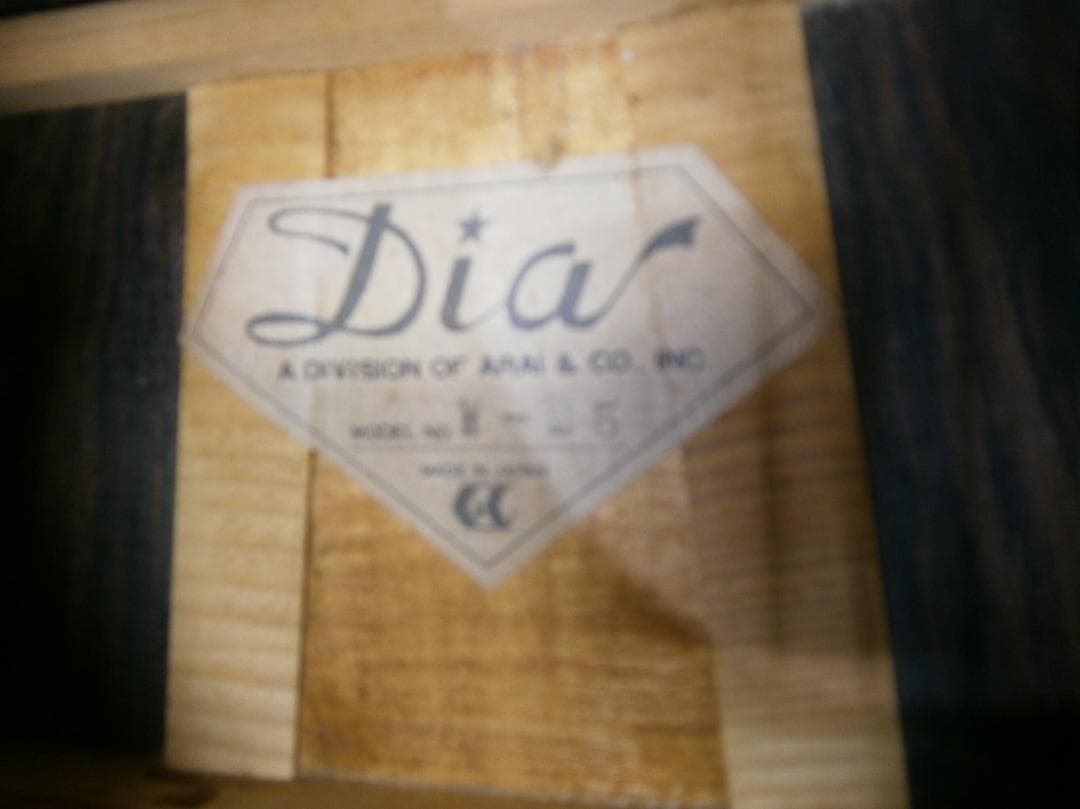 Dia
A DIVISION OF ARAI & CO., INC
MODEL NO
MADE IN JAPAN